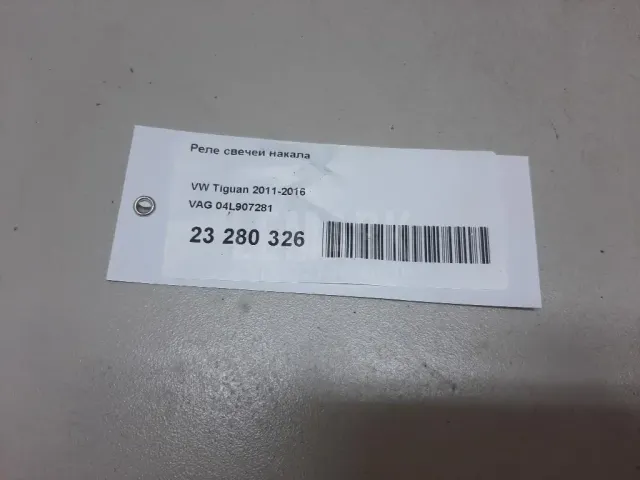 Реле свечей накала
VW Tiguan 2011-2016
VAG 04L907281
23 280 326